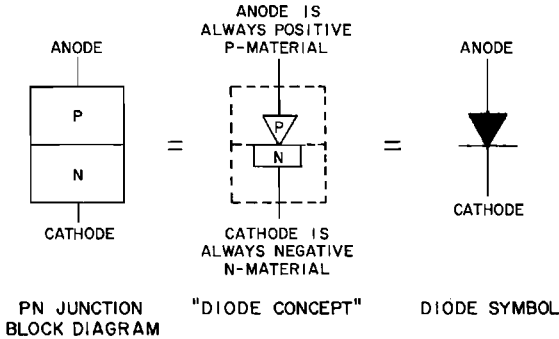 ANODE
P
N
CATHODE
PN JUNCTION
BLOCK DIAGRAM
=
ANODE IS
ALWAYS POSITIVE
P-MATERIAL
P
N
CATHODE IS
ALWAYS NEGATIVE
N-MATERIAL
"DIODE CONCEPT"
=
ANODE
CATHODE
DIODE SYMBOL